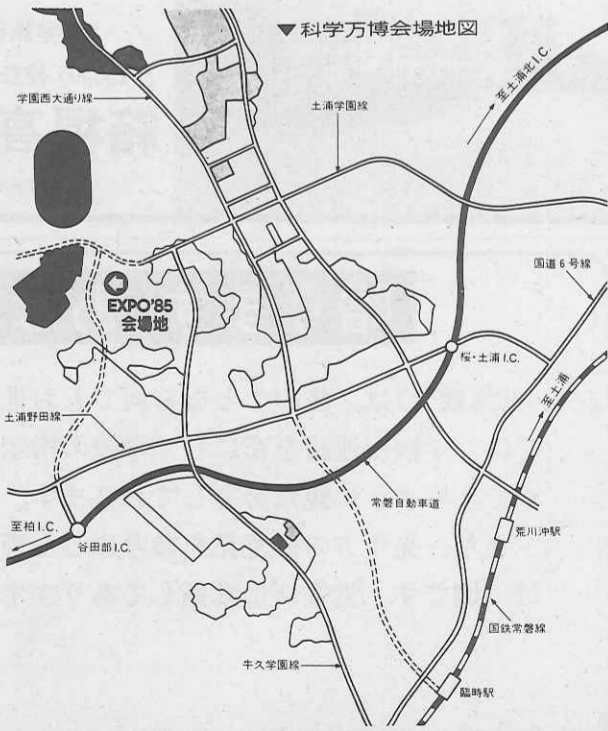 ▼科学万博会場地図
至土浦北I.C.
学園西大通り線
土浦学園線
国道6号線
EXPO'85
会場地
桜・土浦I.C.
至土浦
土浦野田線
常磐自動車道
至柏I.C.
谷田部I.C.
荒川沖駅
国鉄常磐線
牛久学園線
臨時駅